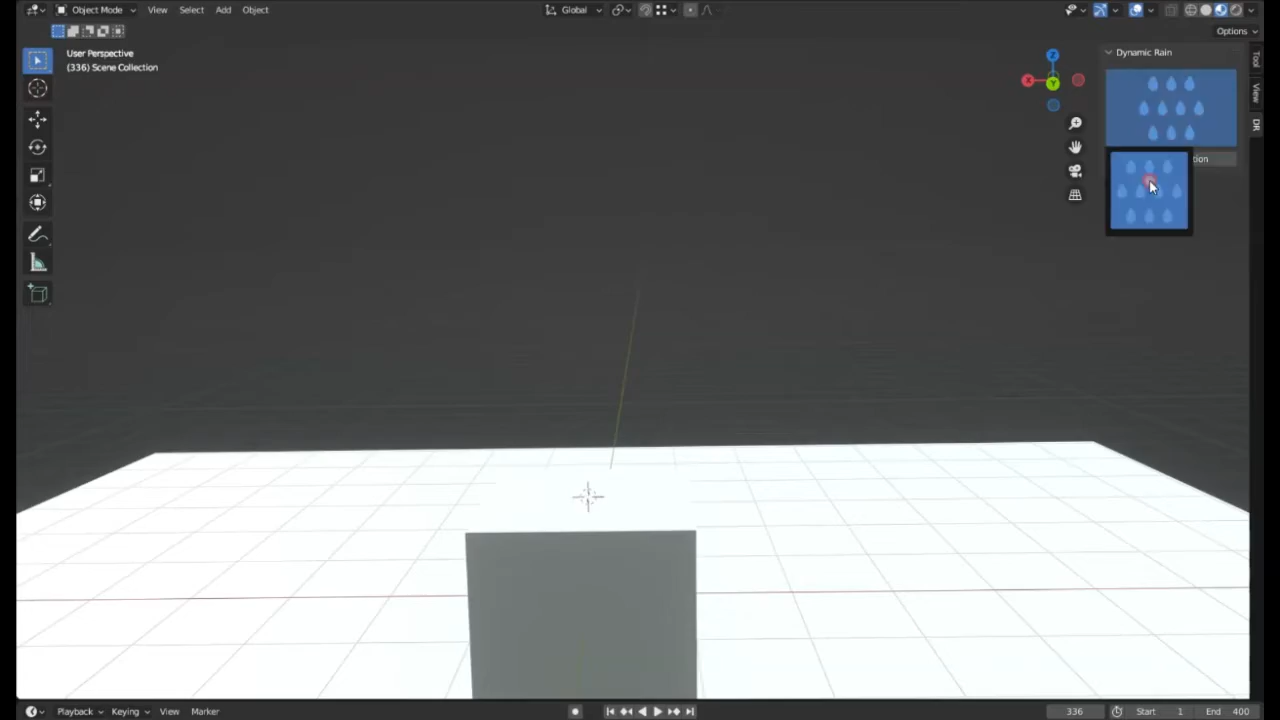 Object Mode View Select Add Object Global
Options
User Perspective
(336) Scene Collection
Dynamic Rain
Tool
View
DR
X
Y
Z
Playback Keying View Marker 336 Start 1 End 400